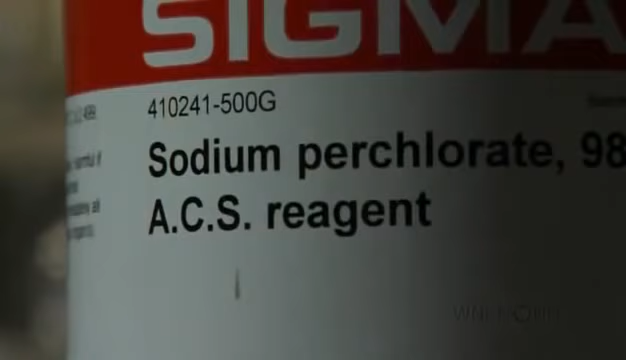 SIGMA
410241-500G
Sodium perchlorate, 98
A.C.S. reagent